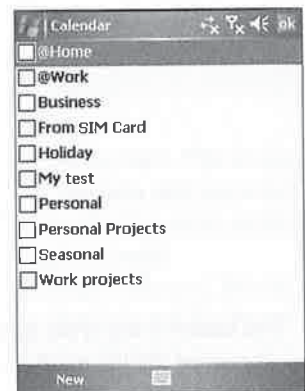 Calendar ok
@Home
@Work
Business
From SIM Card
Holiday
My test
Personal
Personal Projects
Seasonal
Work projects
New